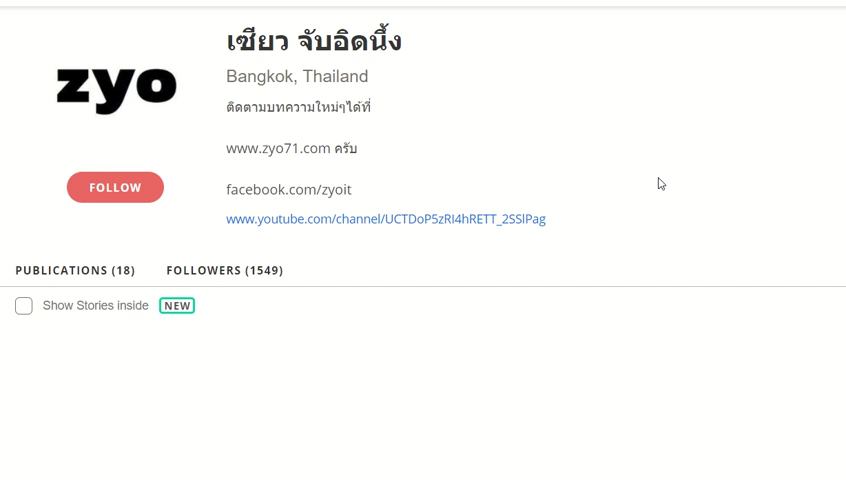 เซียว จับอิดนึ้ง
zyo
Bangkok, Thailand
ติดตามบทความใหม่ๆได้ที่
www.zyo71.com ครับ
FOLLOW
facebook.com/zyoit
www.youtube.com/channel/UCTDoP5zRI4hRETT_2SSlPag
PUBLICATIONS (18) FOLLOWERS (1549)
Show Stories inside NEW